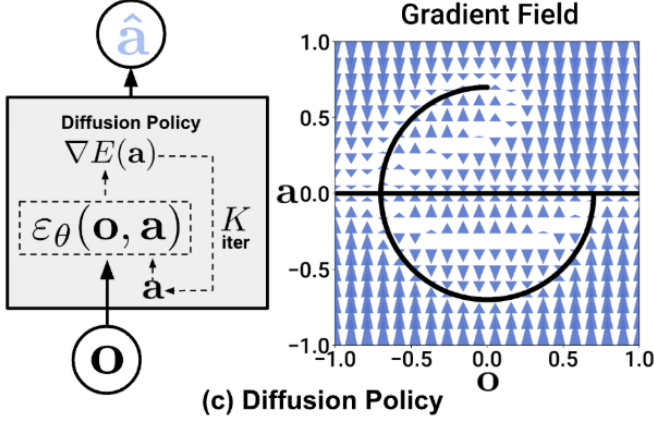 â
Diffusion Policy
∇E(a)
ε_θ(o, a)
K
iter
a
o
Gradient Field
1.0
0.5
a 0.0
−0.5
−1.0
−1.0 −0.5 0.0 0.5 1.0
o
(c) Diffusion Policy